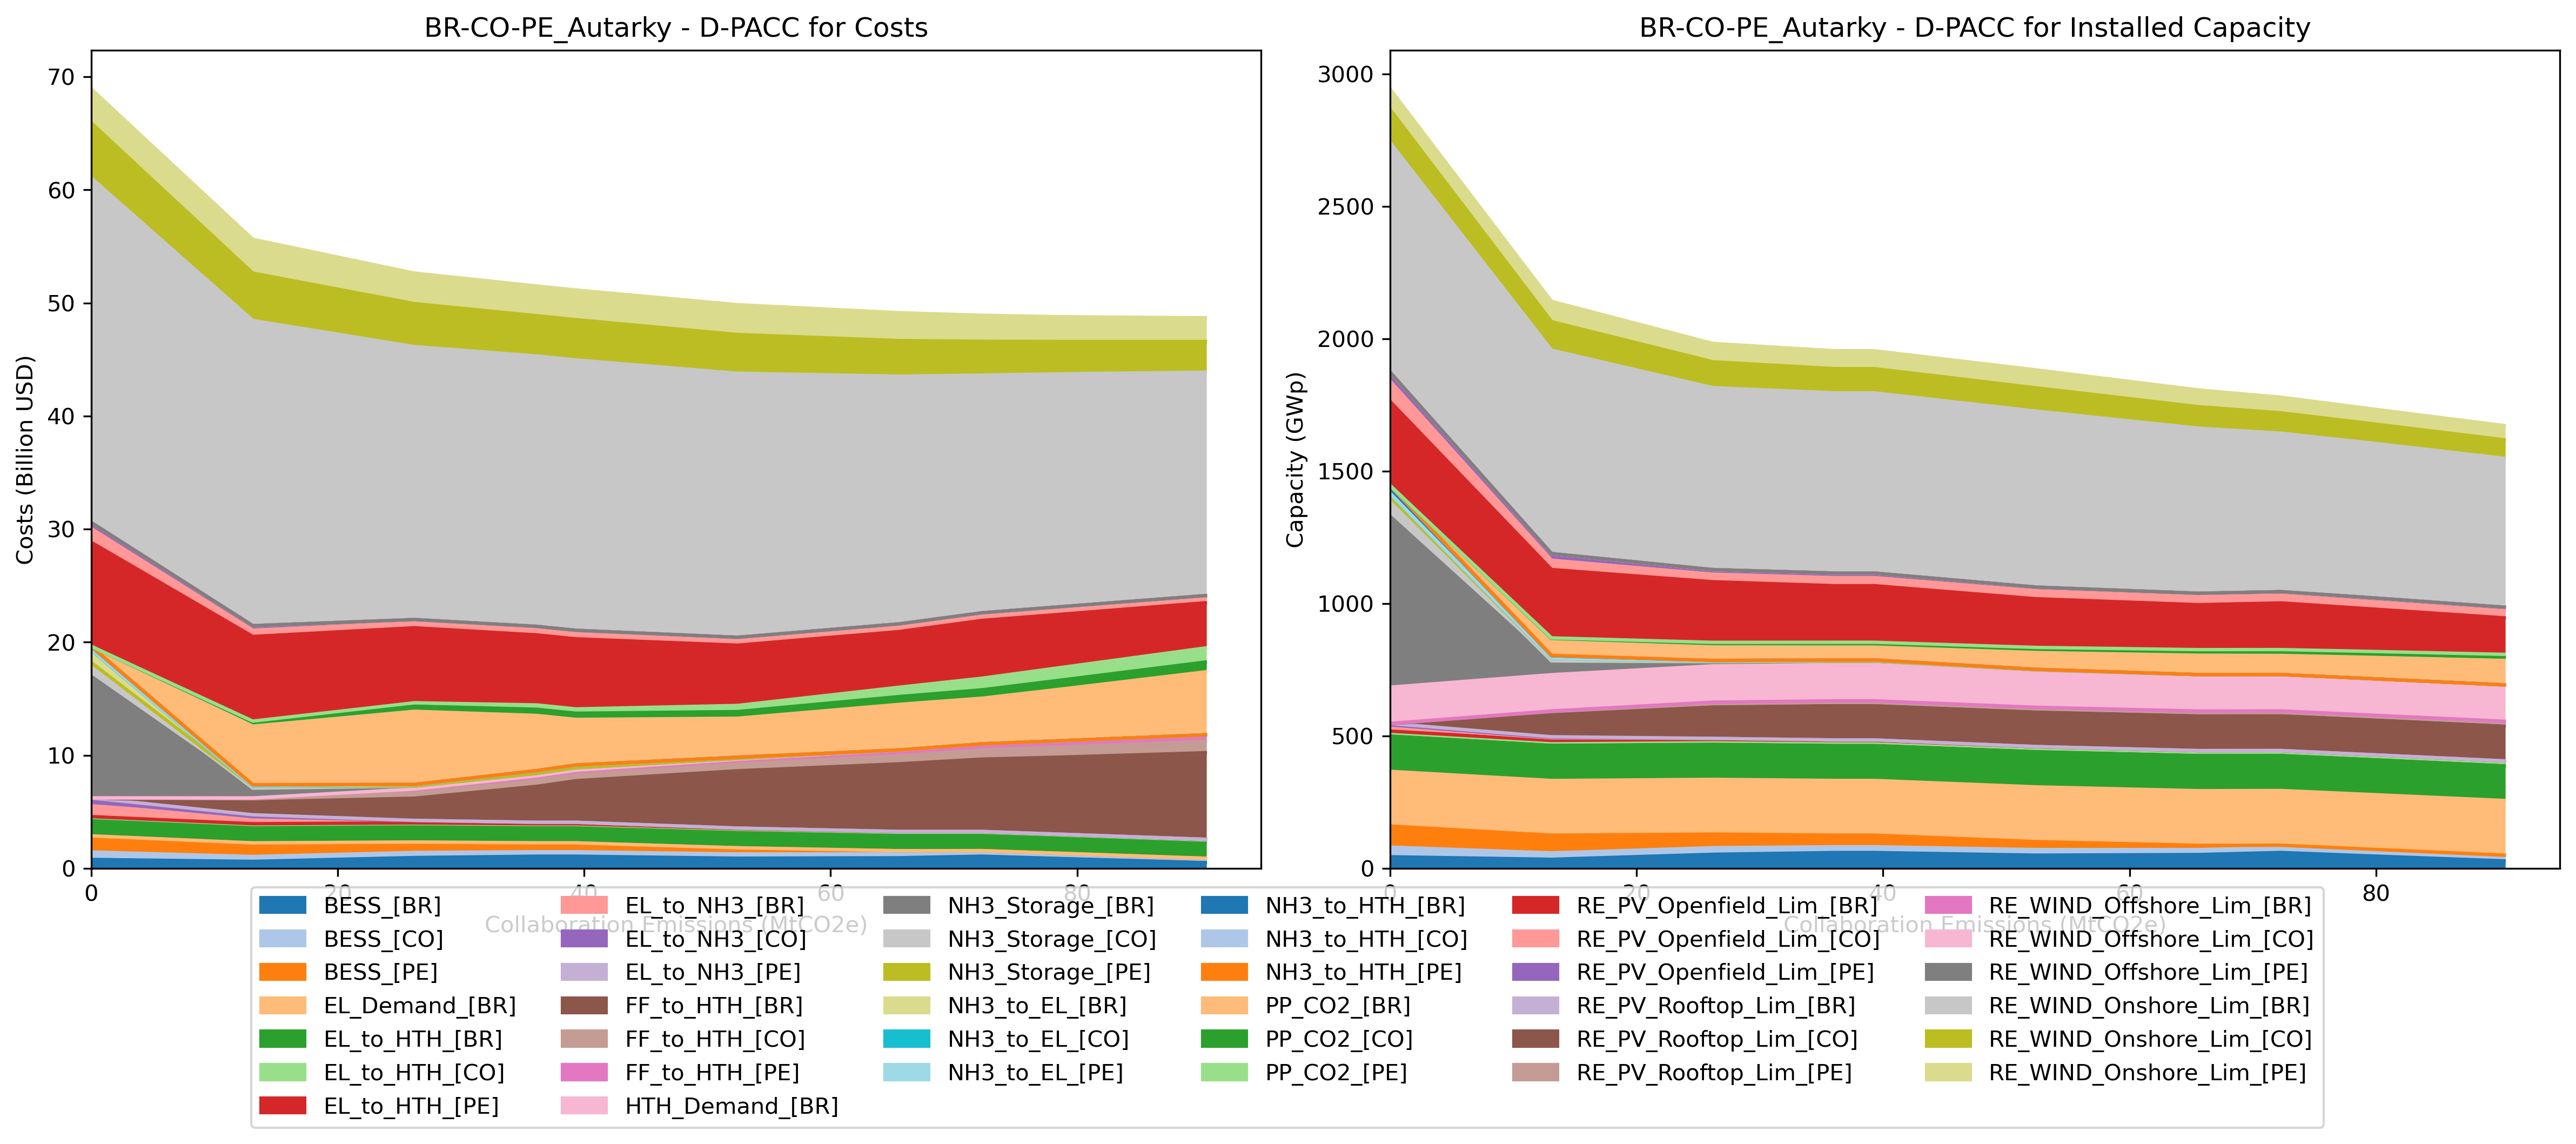 BR-CO-PE_Autarky - D-PACC for Costs
70
60
50
40
30
20
10
0
Costs (Billion USD)
0 20 40 60 80
Collaboration Emissions (MtCO2e)
BR-CO-PE_Autarky - D-PACC for Installed Capacity
3000
2500
2000
1500
1000
500
0
Capacity (GWp)
0 20 40 60 80
Collaboration Emissions (MtCO2e)
BESS_[BR]
BESS_[CO]
BESS_[PE]
EL_Demand_[BR]
EL_to_HTH_[BR]
EL_to_HTH_[CO]
EL_to_HTH_[PE]
EL_to_NH3_[BR]
EL_to_NH3_[CO]
EL_to_NH3_[PE]
FF_to_HTH_[BR]
FF_to_HTH_[CO]
FF_to_HTH_[PE]
HTH_Demand_[BR]
NH3_Storage_[BR]
NH3_Storage_[CO]
NH3_Storage_[PE]
NH3_to_EL_[BR]
NH3_to_EL_[CO]
NH3_to_EL_[PE]
NH3_to_HTH_[BR]
NH3_to_HTH_[CO]
NH3_to_HTH_[PE]
PP_CO2_[BR]
PP_CO2_[CO]
PP_CO2_[PE]
RE_PV_Openfield_Lim_[BR]
RE_PV_Openfield_Lim_[CO]
RE_PV_Openfield_Lim_[PE]
RE_PV_Rooftop_Lim_[BR]
RE_PV_Rooftop_Lim_[CO]
RE_PV_Rooftop_Lim_[PE]
RE_WIND_Offshore_Lim_[BR]
RE_WIND_Offshore_Lim_[CO]
RE_WIND_Offshore_Lim_[PE]
RE_WIND_Onshore_Lim_[BR]
RE_WIND_Onshore_Lim_[CO]
RE_WIND_Onshore_Lim_[PE]